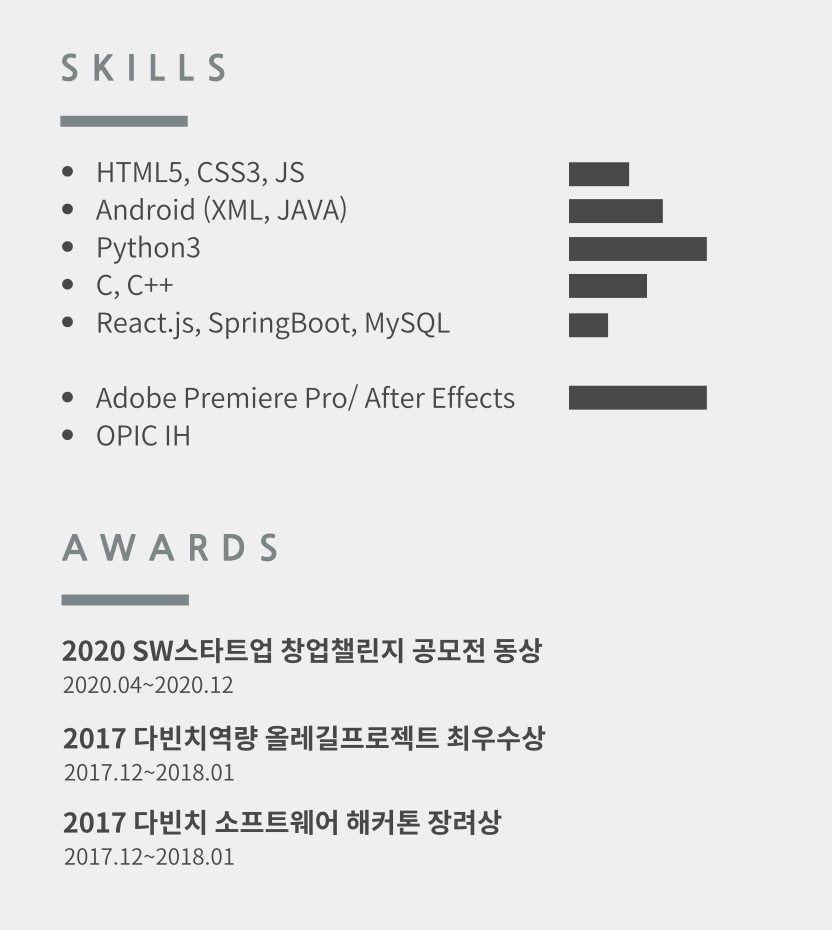 SKILLS
• HTML5, CSS3, JS
• Android (XML, JAVA)
• Python3
• C, C++
• React.js, SpringBoot, MySQL
• Adobe Premiere Pro/ After Effects
• OPIC IH
AWARDS
2020 SW스타트업 창업챌린지 공모전 동상
2020.04~2020.12
2017 다빈치역량 올레길프로젝트 최우수상
2017.12~2018.01
2017 다빈치 소프트웨어 해커톤 장려상
2017.12~2018.01